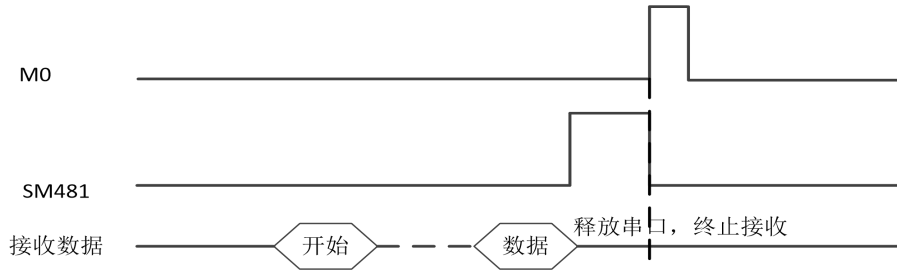 M0
SM481
释放串口，终止接收
接收数据
开始
数据